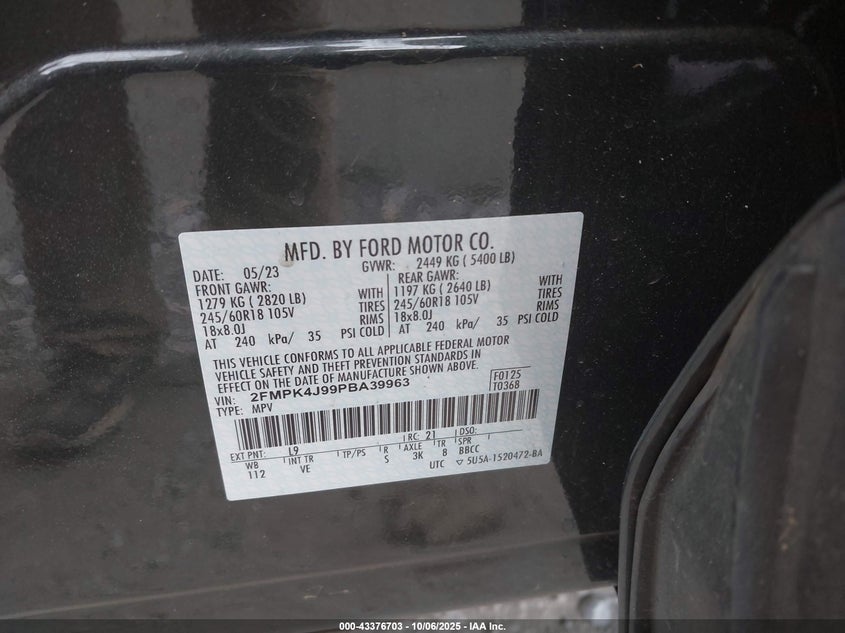 MFD. BY FORD MOTOR CO.
DATE: 05/23 GVWR: 2449 KG ( 5400 LB)
FRONT GAWR: REAR GAWR:
1279 KG ( 2820 LB) WITH 1197 KG ( 2640 LB) WITH
245/60R18 105V TIRES 245/60R18 105V TIRES
18x8.0J RIMS 18x8.0J RIMS
AT 240 kPa/ 35 PSI COLD AT 240 kPa/ 35 PSI COLD
THIS VEHICLE CONFORMS TO ALL APPLICABLE FEDERAL MOTOR
VEHICLE SAFETY AND THEFT PREVENTION STANDARDS IN
EFFECT ON THE DATE OF MANUFACTURE SHOWN ABOVE.
VIN: 2FMPK4J99PBA39963 F0125
TYPE: MPV T0368
RC: 21 DSO:
EXT PNT: L9
WB INT TR TP/PS R AXLE TR SPR
112 VE S 3K 8 BBCC
UTC ▽ 5U5A-1520472-BA
000-43376703 - 10/06/2025 - IAA Inc.